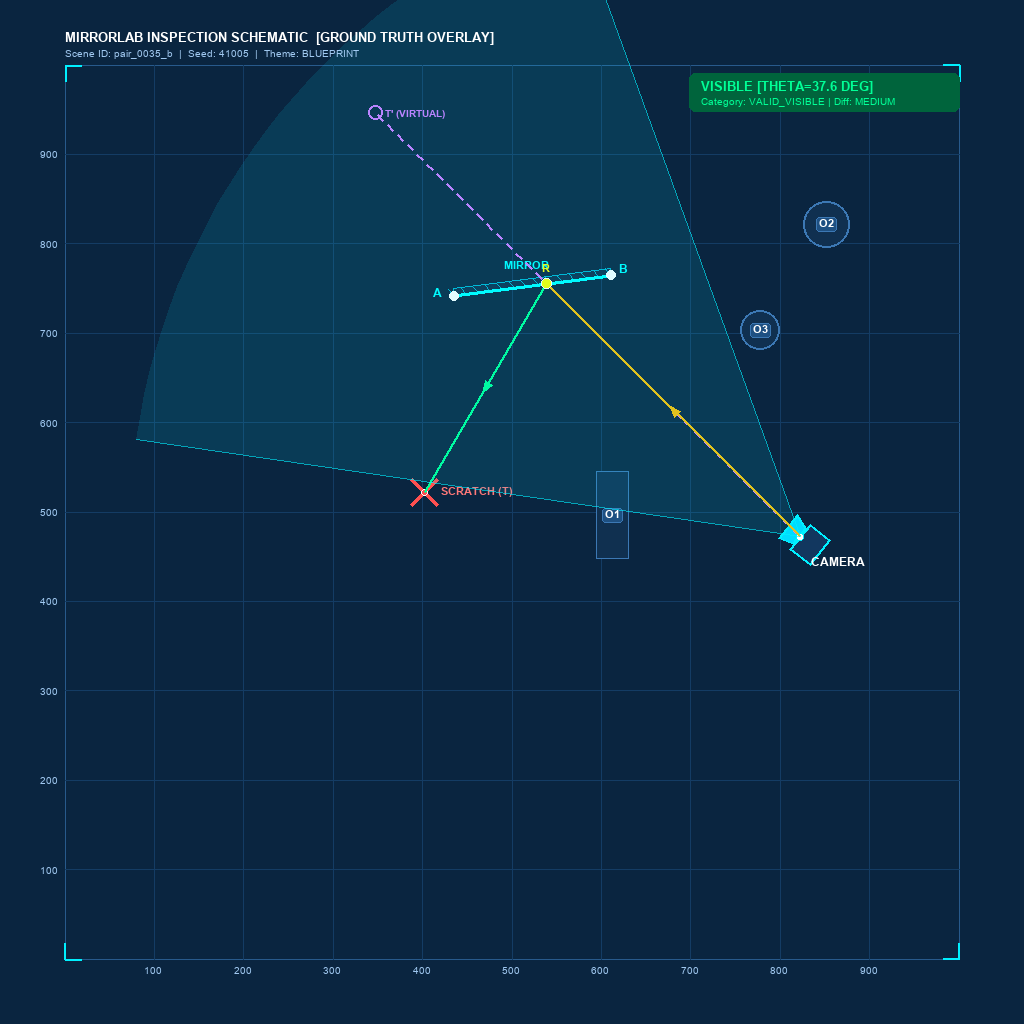 MIRRORLAB INSPECTION SCHEMATIC [GROUND TRUTH OVERLAY]
Scene ID: pair_0035_b | Seed: 41005 | Theme: BLUEPRINT
VISIBLE [THETA=37.6 DEG]
Category: VALID_VISIBLE | Diff: MEDIUM
T' (VIRTUAL)
900
O2
800
MIRROR
R
B
A
O3
700
600
SCRATCH (T)
500
O1
CAMERA
400
300
200
100
100 200 300 400 500 600 700 800 900